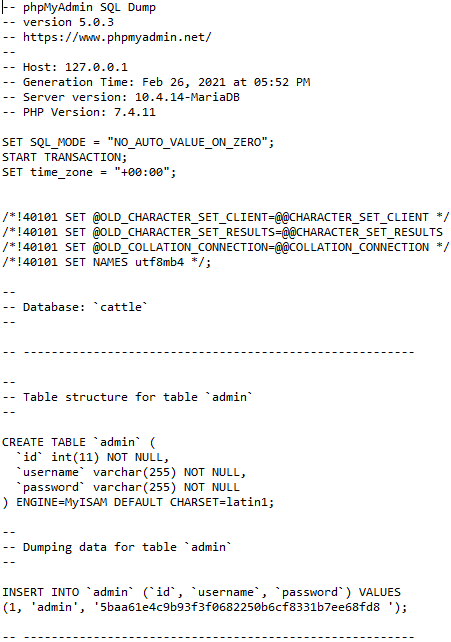 -- phpMyAdmin SQL Dump
-- version 5.0.3
-- https://www.phpmyadmin.net/
--
-- Host: 127.0.0.1
-- Generation Time: Feb 26, 2021 at 05:52 PM
-- Server version: 10.4.14-MariaDB
-- PHP Version: 7.4.11

SET SQL_MODE = "NO_AUTO_VALUE_ON_ZERO";
START TRANSACTION;
SET time_zone = "+00:00";


/*!40101 SET @OLD_CHARACTER_SET_CLIENT=@@CHARACTER_SET_CLIENT */
/*!40101 SET @OLD_CHARACTER_SET_RESULTS=@@CHARACTER_SET_RESULTS
/*!40101 SET @OLD_COLLATION_CONNECTION=@@COLLATION_CONNECTION */
/*!40101 SET NAMES utf8mb4 */;

--
-- Database: `cattle`
--

-- --------------------------------------------------------

--
-- Table structure for table `admin`
--

CREATE TABLE `admin` (
  `id` int(11) NOT NULL,
  `username` varchar(255) NOT NULL,
  `password` varchar(255) NOT NULL
) ENGINE=MyISAM DEFAULT CHARSET=latin1;

--
-- Dumping data for table `admin`
--

INSERT INTO `admin` (`id`, `username`, `password`) VALUES
(1, 'admin', '5baa61e4c9b93f3f0682250b6cf8331b7ee68fd8 ');

-- --------------------------------------------------------